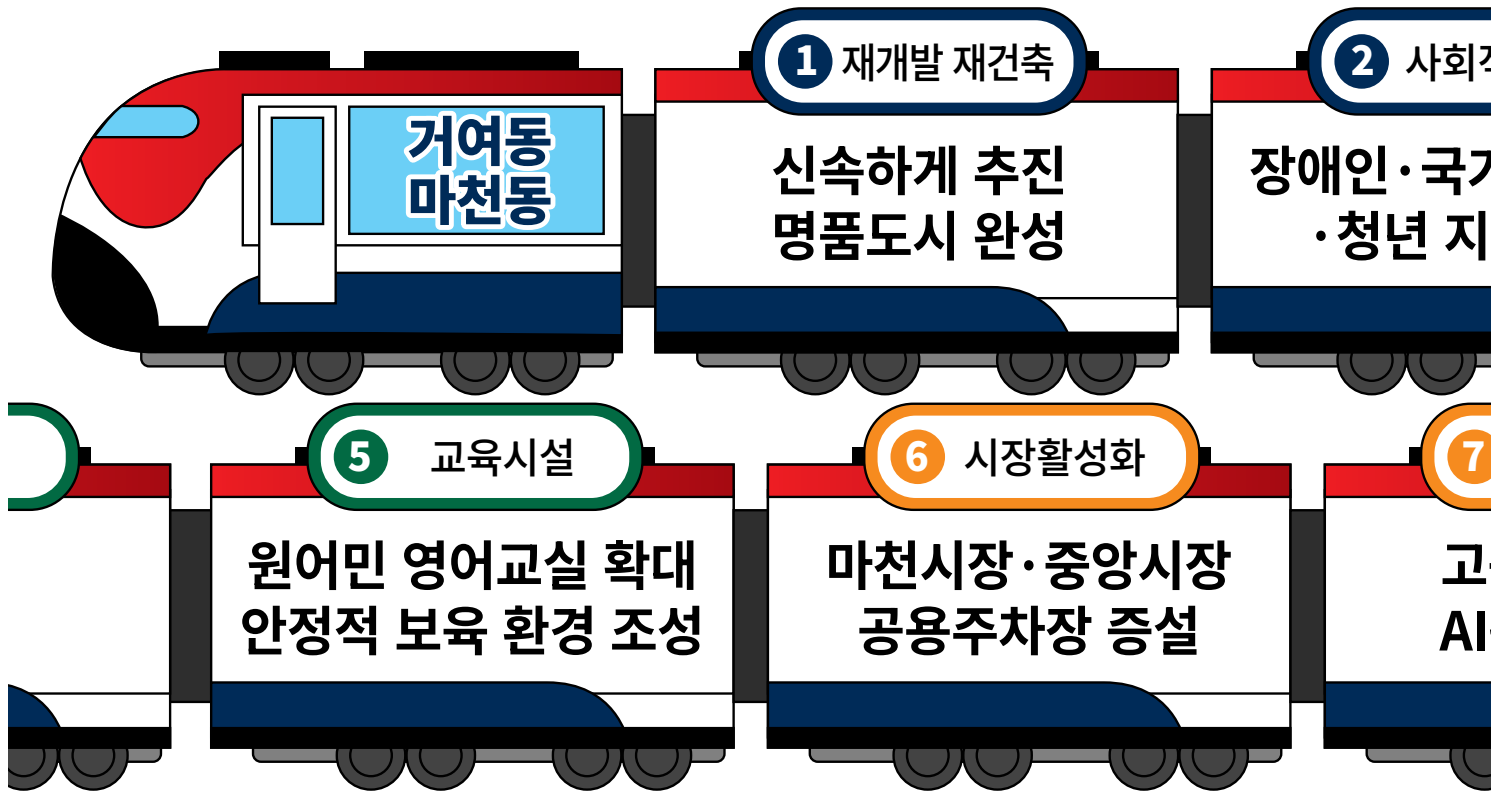 거여동
마천동
1 재개발 재건축
신속하게 추진
명품도시 완성
2
장애인·
·청년
5 교육시설
원어민 영어교실 확대
안정적 보육 환경 조성
6 시장활성화
마천시장·중앙시장
공용주차장 증설
7
AI